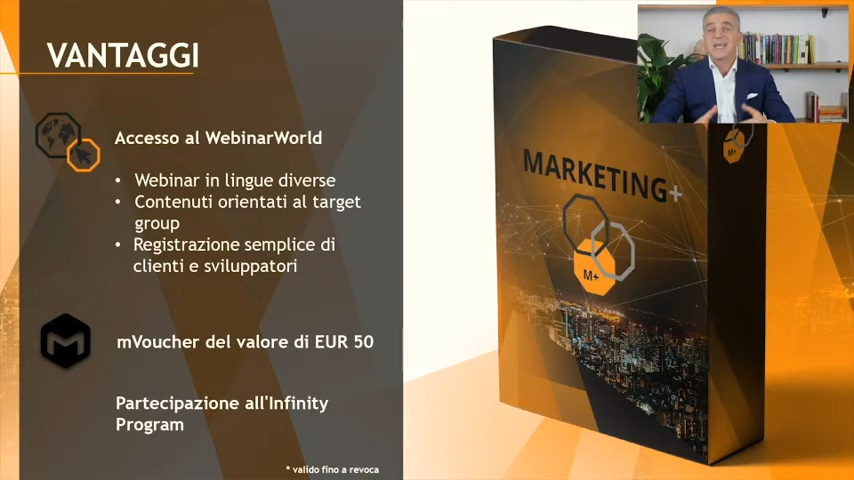 VANTAGGI
Accesso al WebinarWorld
• Webinar in lingue diverse
• Contenuti orientati al target
group
• Registrazione semplice di
clienti e sviluppatori
mVoucher del valore di EUR 50
Partecipazione all'Infinity
Program
* valido fino a revoca
MARKETING+
M+
M+